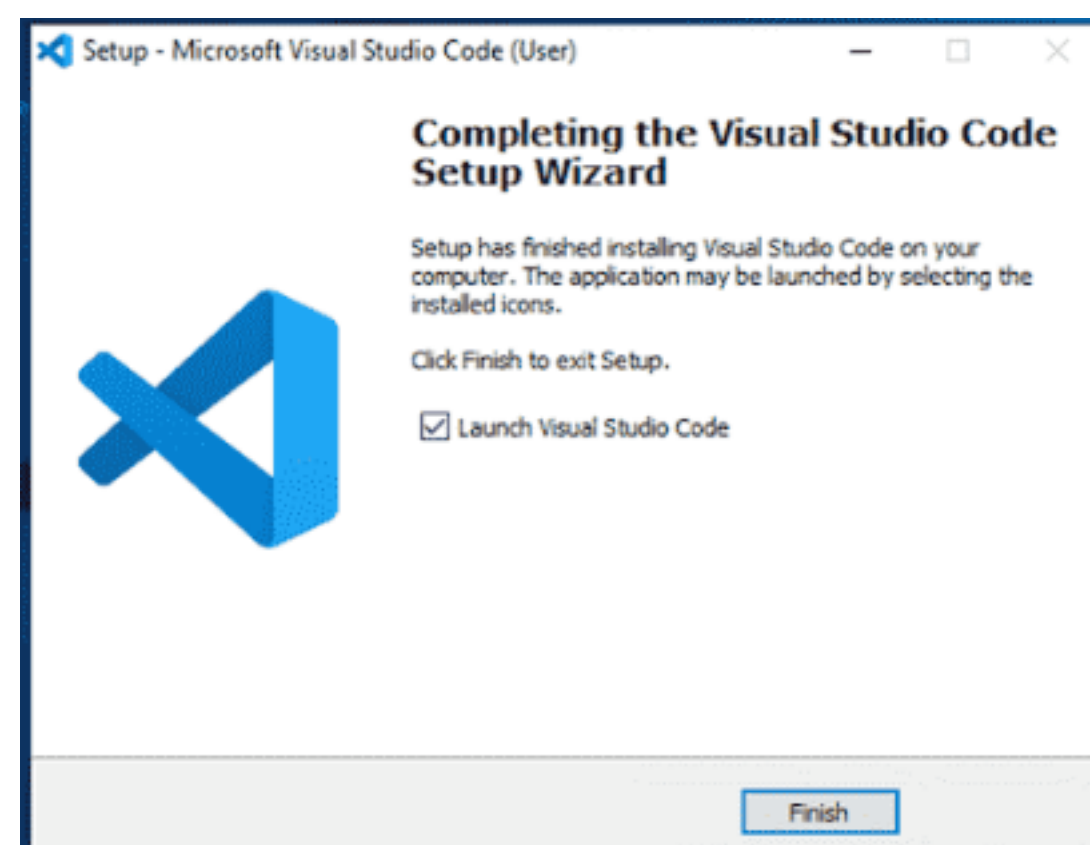 Setup - Microsoft Visual Studio Code (User)
Completing the Visual Studio Code
Setup Wizard
Setup has finished installing Visual Studio Code on your
computer. The application may be launched by selecting the
installed icons.
Click Finish to exit Setup.
Launch Visual Studio Code
Finish